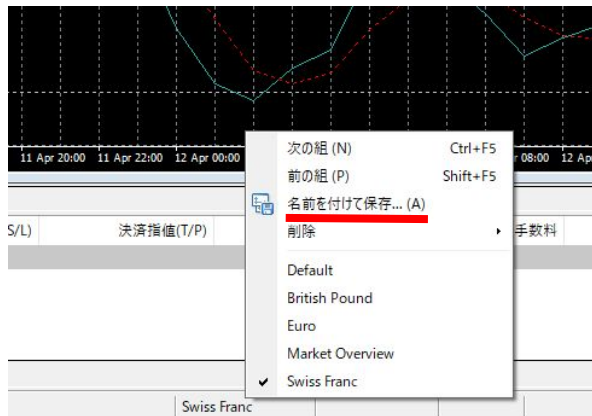 11 Apr 20:00 11 Apr 22:00 12 Apr 00:00
次の組 (N) Ctrl+F5
r 08:00 12 Ap
前の組 (P) Shift+F5
名前を付けて保存... (A)
S/L) 決済指値(T/P)
削除
手数料
Default
British Pound
Euro
Market Overview
Swiss Franc
Swiss Franc